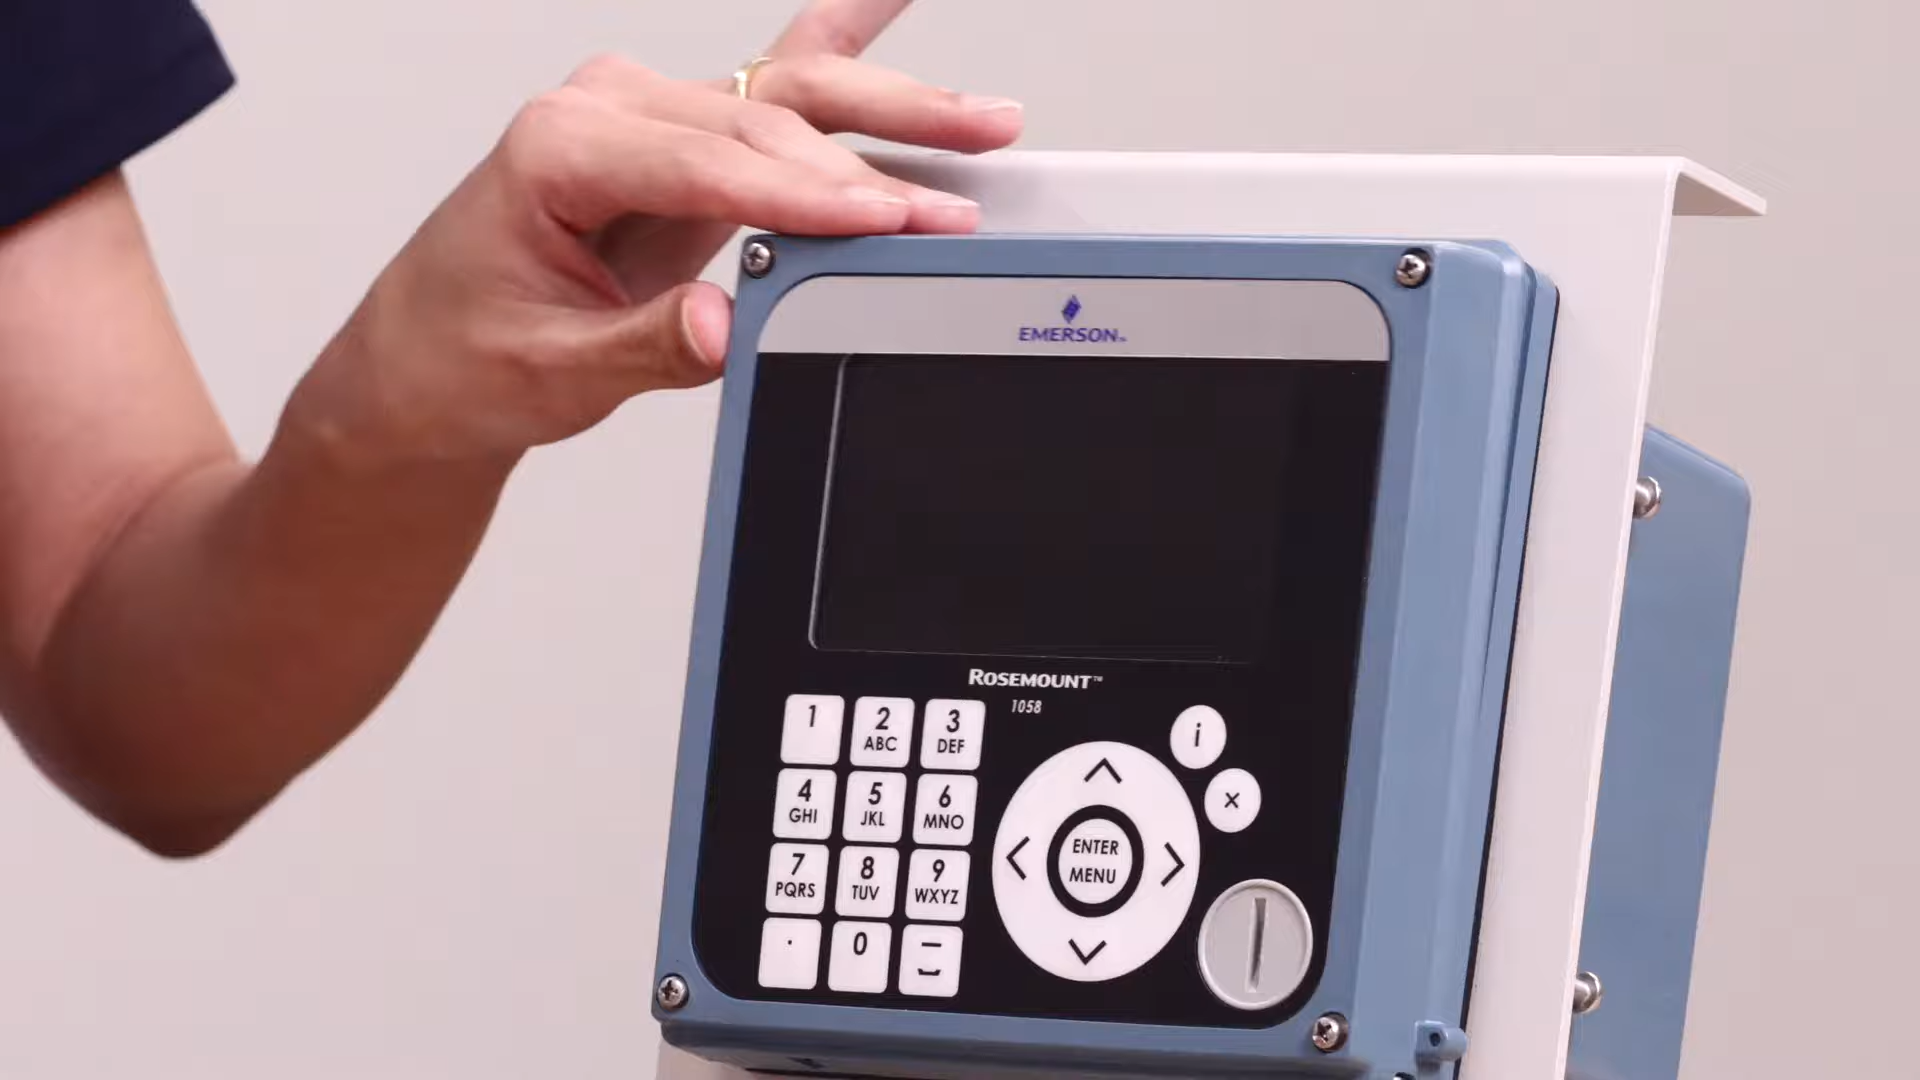 EMERSON™
ROSEMOUNT™
1058
1
2
ABC
3
DEF
4
GHI
5
JKL
6
MNO
7
PQRS
8
TUV
9
WXYZ
.
0
i
×
ENTER
MENU